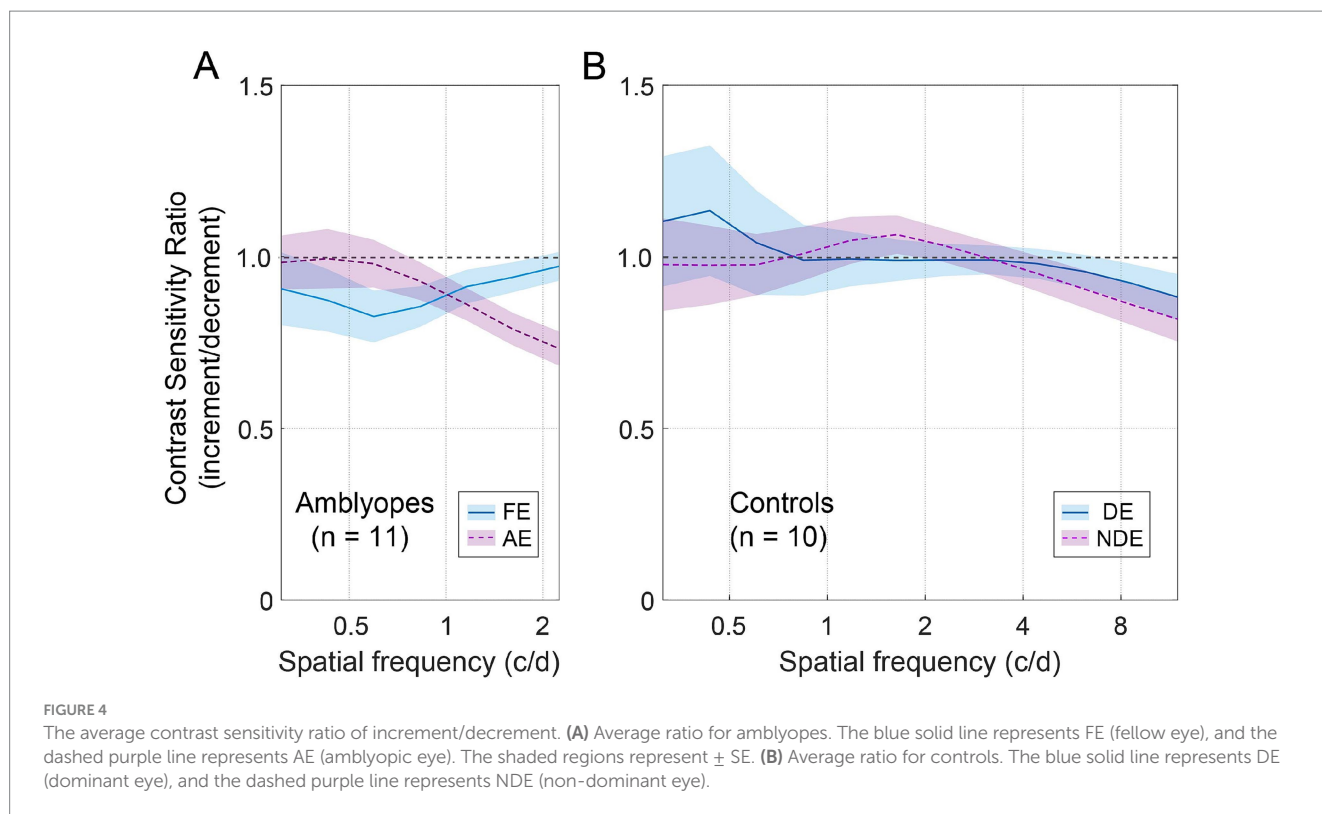 A
B
1.5
1.0
0.5
0
Contrast Sensitivity Ratio
(increment/decrement)
Amblyopes
(n = 11)
FE
AE
0.5 1 2
Spatial frequency (c/d)
1.5
1.0
0.5
0
Controls
(n = 10)
DE
NDE
0.5 1 2 4 8
Spatial frequency (c/d)
FIGURE 4
The average contrast sensitivity ratio of increment/decrement. (A) Average ratio for amblyopes. The blue solid line represents FE (fellow eye), and the
dashed purple line represents AE (amblyopic eye). The shaded regions represent ± SE. (B) Average ratio for controls. The blue solid line represents DE
(dominant eye), and the dashed purple line represents NDE (non-dominant eye).